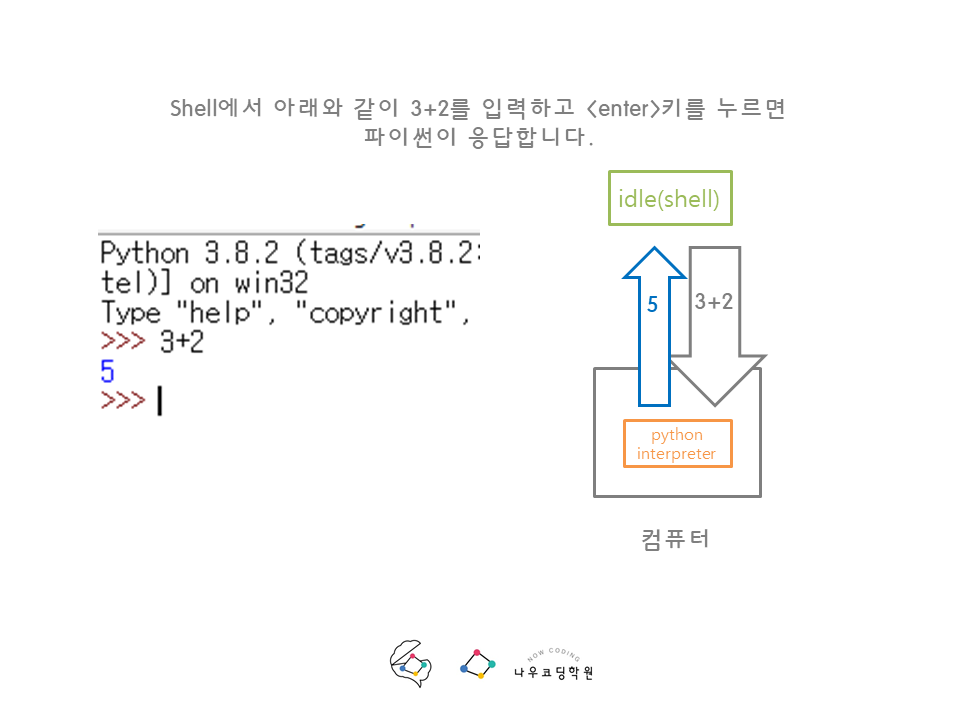 Shell에서 아래와 같이 3+2를 입력하고 <enter>키를 누르면
파이썬이 응답합니다.
idle(shell)
Python 3.8.2 (tags/v3.8.2:
tel)] on win32
Type "help", "copyright",
>>> 3+2
5
>>>
5
3+2
python
interpreter
컴퓨터
NOW CODING
나우코딩학원